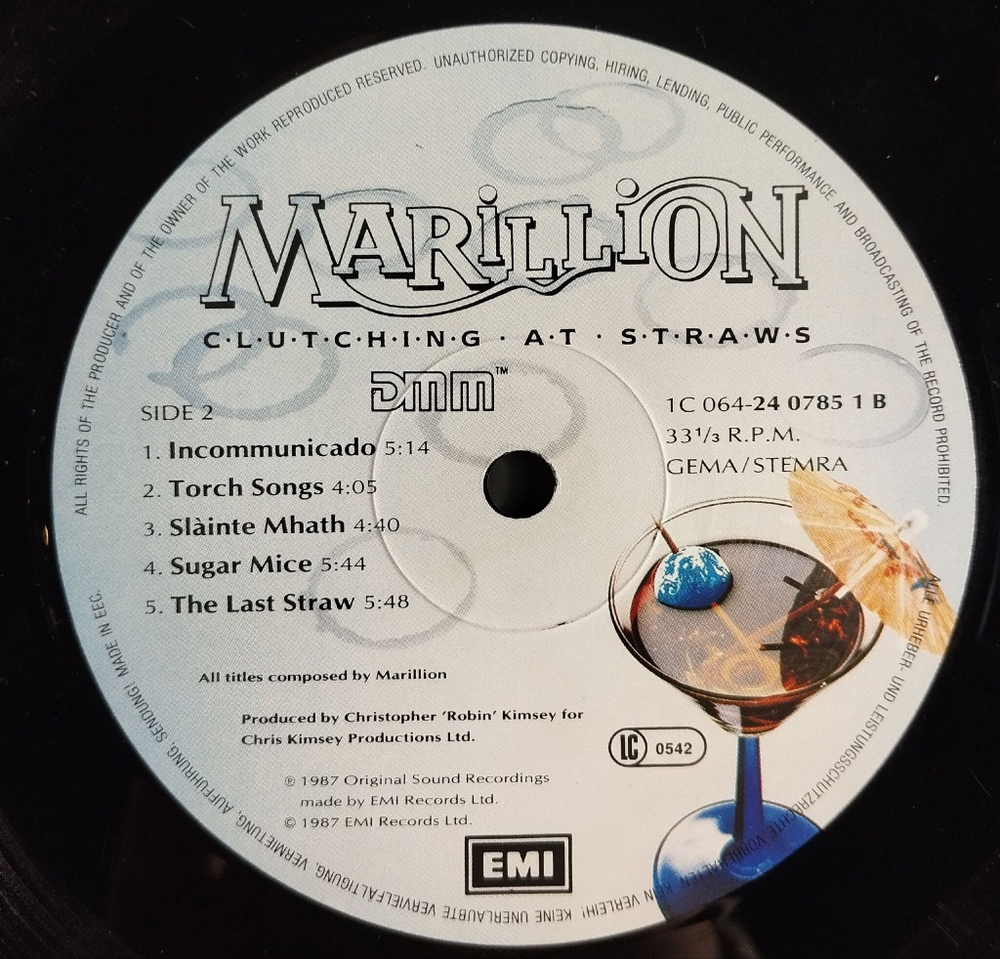 ALL RIGHTS OF THE PRODUCER AND OF THE OWNER OF THE WORK REPRODUCED RESERVED. UNAUTHORIZED COPYING, HIRING, LENDING, PUBLIC PERFORMANCE AND BROADCASTING OF THE RECORD PROHIBITED.
MARiLLiON
C·L·U·T·C·H·I·N·G · A·T · S·T·R·A·W·S
DMM™
SIDE 2
1. Incommunicado 5:14
2. Torch Songs 4:05
3. Slàinte Mhath 4:40
4. Sugar Mice 5:44
5. The Last Straw 5:48
1C 064-24 0785 1 B
33¹/₃ R.P.M.
GEMA/STEMRA
All titles composed by Marillion
Produced by Christopher ‘Robin’ Kimsey for
Chris Kimsey Productions Ltd.
LC 0542
℗ 1987 Original Sound Recordings
made by EMI Records Ltd.
© 1987 EMI Records Ltd.
EMI
ALLE URHEBER- UND LEISTUNGSSCHUTZRECHTE VORBEHALTEN. KEIN VERLEIH! KEINE UNERLAUBTE VERVIELFÄLTIGUNG, VERMIETUNG, AUFFÜHRUNG, SENDUNG! MADE IN EEC.